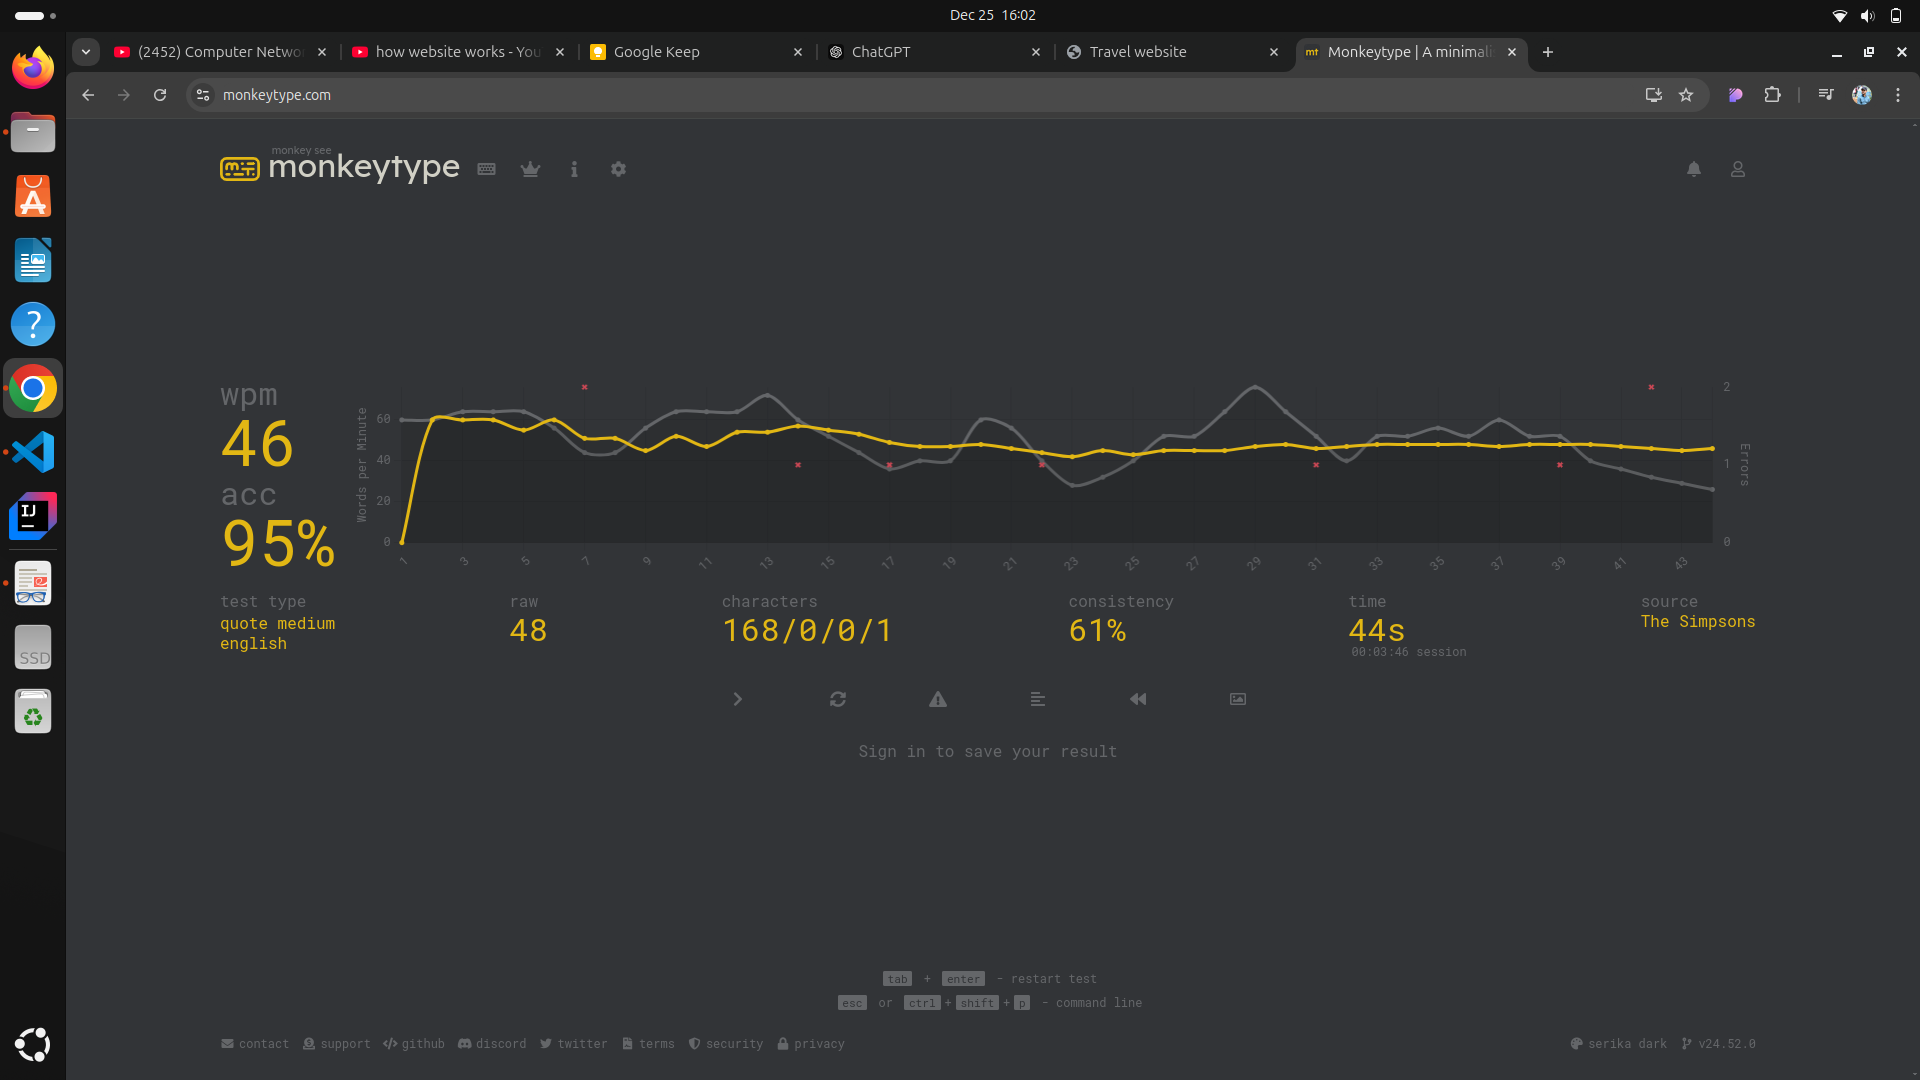 Dec 25 16:02
(2452) Computer Netwo
how website works - You
Google Keep
ChatGPT
Travel website
mt Monkeytype | A minimali
monkeytype.com
monkey see
monkeytype
wpm
46
acc
95%
Words per Minute
60
40
20
0
2
1
0
Errors
1 3 5 7 9 11 13 15 17 19 21 23 25 27 29 31 33 35 37 39 41 43
test type
quote medium
english
raw
48
characters
168/0/0/1
consistency
61%
time
44s
00:03:46 session
source
The Simpsons
Sign in to save your result
tab + enter - restart test
esc or ctrl + shift + p - command line
contact support github discord twitter terms security privacy
serika dark v24.52.0
IJ
SSD